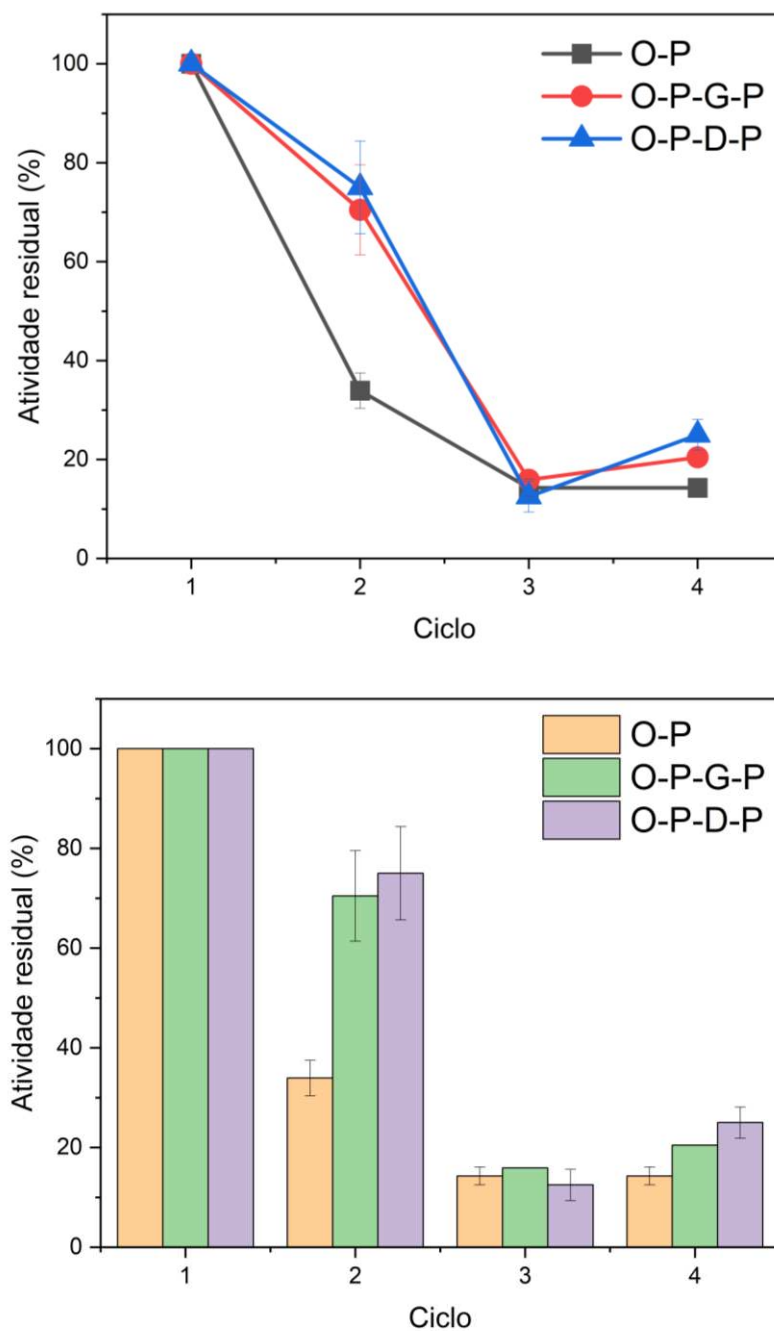 O-P
O-P-G-P
O-P-D-P
Atividade residual (%)
100
80
60
40
20
0
1 2 3 4
Ciclo
O-P
O-P-G-P
O-P-D-P
Atividade residual (%)
100
80
60
40
20
0
1 2 3 4
Ciclo